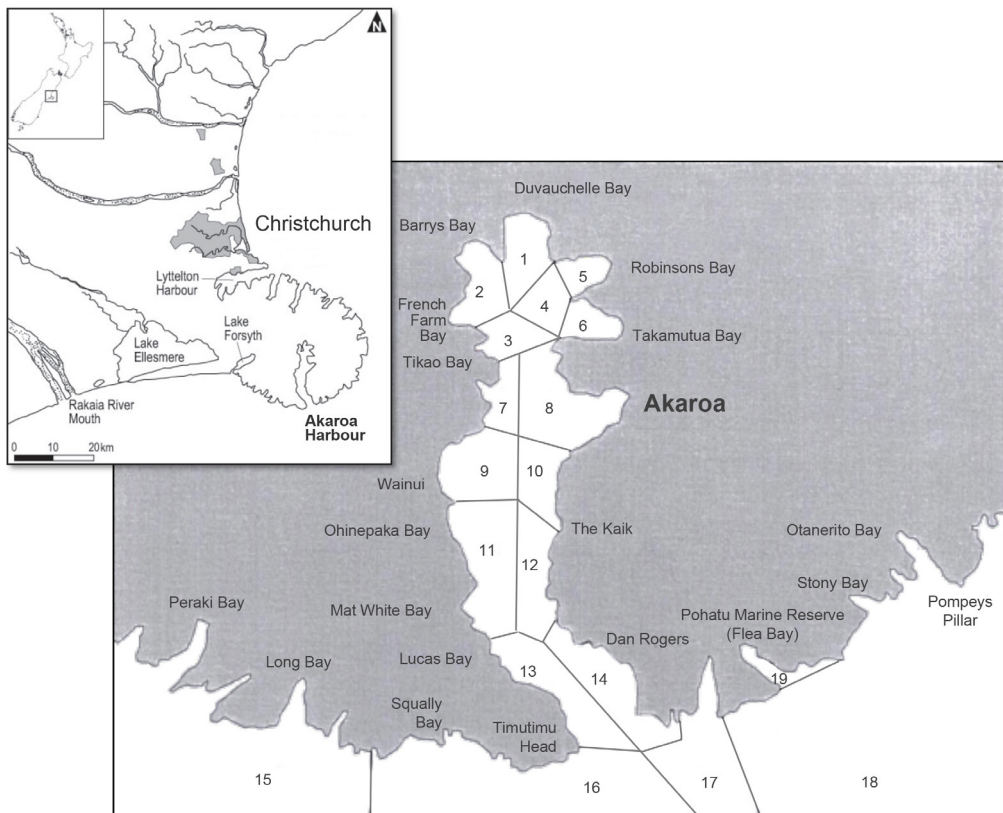 N
Christchurch
Lyttelton
Harbour
Lake
Forsyth
Lake
Ellesmere
Rakaia River
Mouth
Akaroa
Harbour
0 10 20km
Duvauchelle Bay
Barrys Bay
Robinsons Bay
French
Farm
Bay
Takamutua Bay
Tikao Bay
Akaroa
Wainui
The Kaik
Ohinepaka Bay
Otanerito Bay
Stony Bay
Mat White Bay
Peraki Bay
Pohatu Marine Reserve
(Flea Bay)
Pompeys
Pillar
Dan Rogers
Lucas Bay
Long Bay
Squally
Bay
Timutimu
Head
1
2
3
4
5
6
7
8
9
10
11
12
13
14
15
16
17
18
19